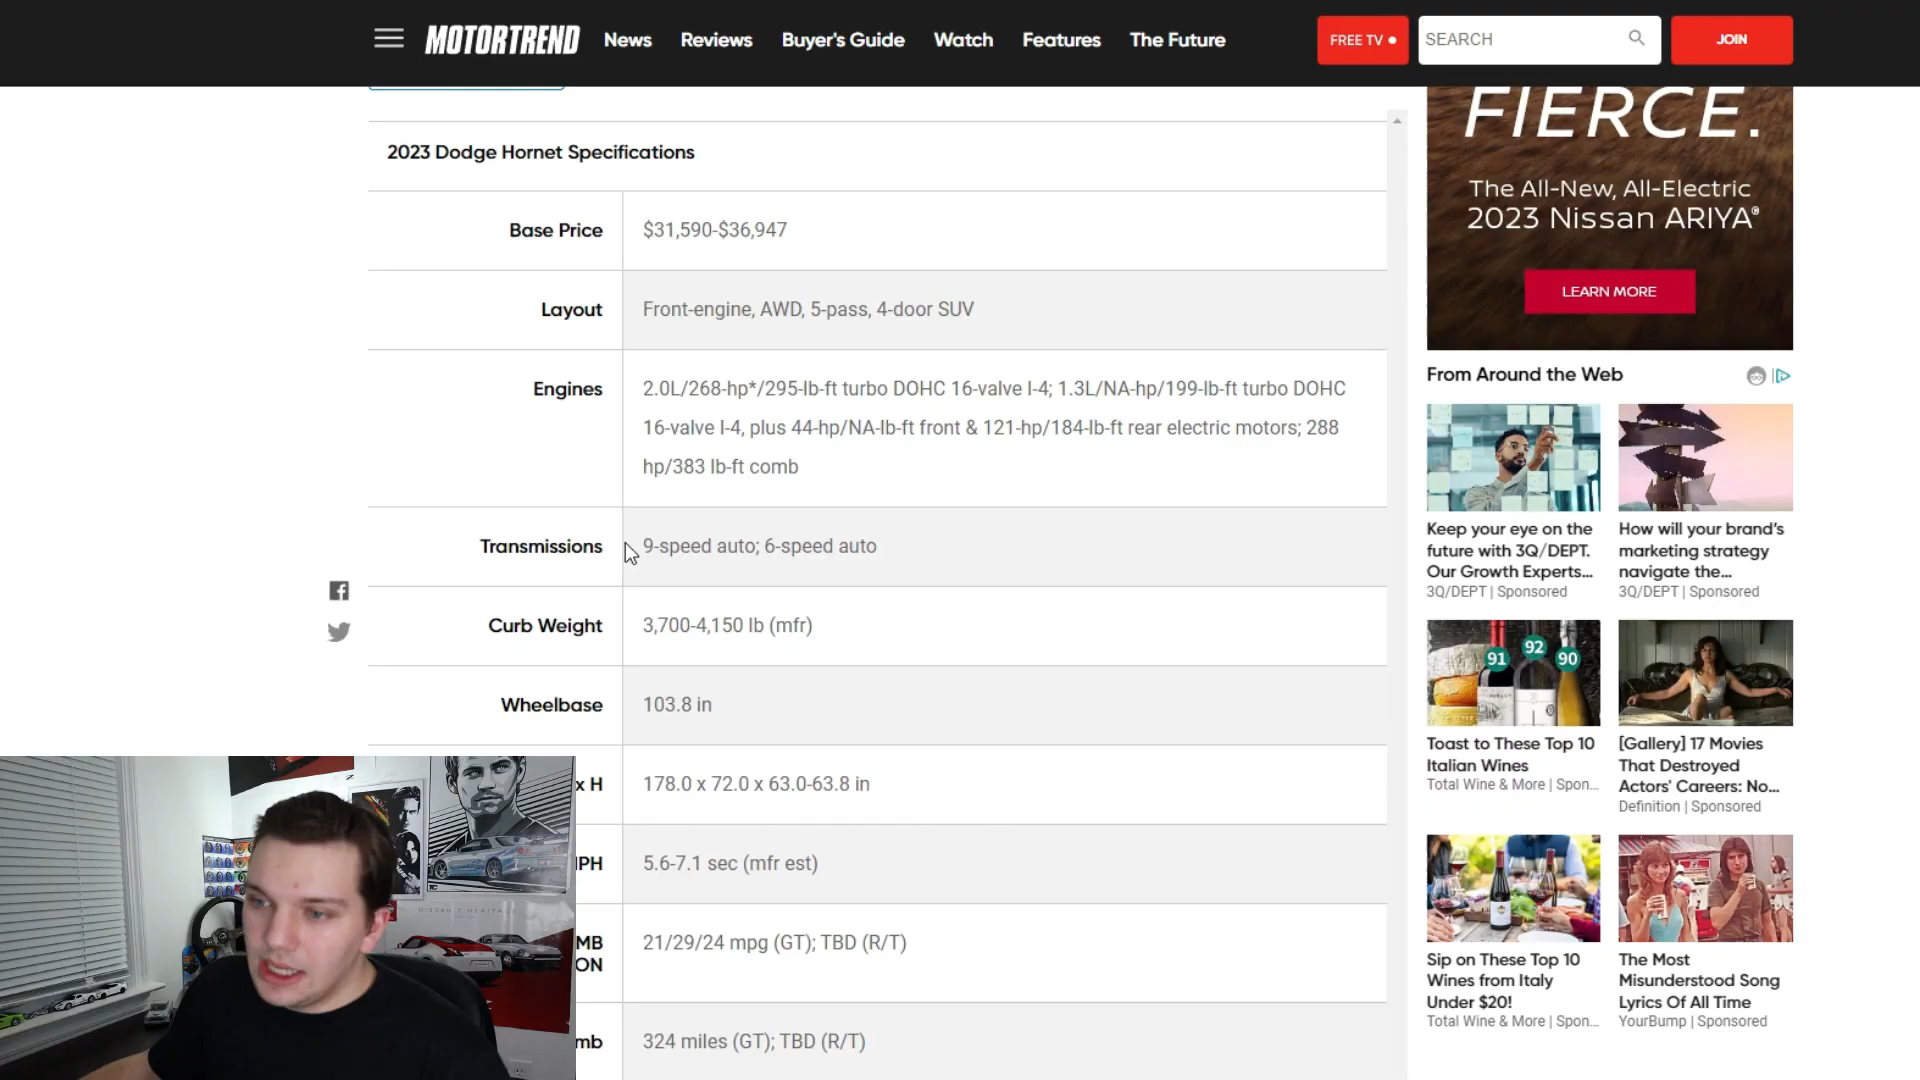 MOTORTREND
News
Reviews
Buyer's Guide
Watch
Features
The Future
FREE TV
SEARCH
JOIN
2023 Dodge Hornet Specifications
Base Price
$31,590-$36,947
Layout
Front-engine, AWD, 5-pass, 4-door SUV
Engines
2.0L/268-hp*/295-lb-ft turbo DOHC 16-valve I-4; 1.3L/NA-hp/199-lb-ft turbo DOHC
16-valve I-4, plus 44-hp/NA-lb-ft front & 121-hp/184-lb-ft rear electric motors; 288
hp/383 lb-ft comb
Transmissions
9-speed auto; 6-speed auto
Curb Weight
3,700-4,150 lb (mfr)
Wheelbase
103.8 in
x H
178.0 x 72.0 x 63.0-63.8 in
MPH
5.6-7.1 sec (mfr est)
MB
ON
21/29/24 mpg (GT); TBD (R/T)
mb
324 miles (GT); TBD (R/T)
FIERCE.
The All-New, All-Electric
2023 Nissan ARIYA®
LEARN MORE
From Around the Web
Keep your eye on the
future with 3Q/DEPT.
Our Growth Experts...
3Q/DEPT | Sponsored
How will your brand's
marketing strategy
navigate the...
3Q/DEPT | Sponsored
91
92
90
Toast to These Top 10
Italian Wines
Total Wine & More | Spon...
[Gallery] 17 Movies
That Destroyed
Actors' Careers: No...
Definition | Sponsored
Sip on These Top 10
Wines from Italy
Under $20!
Total Wine & More | Spon...
The Most
Misunderstood Song
Lyrics Of All Time
YourBump | Sponsored
NISSAN Z HERITAGE